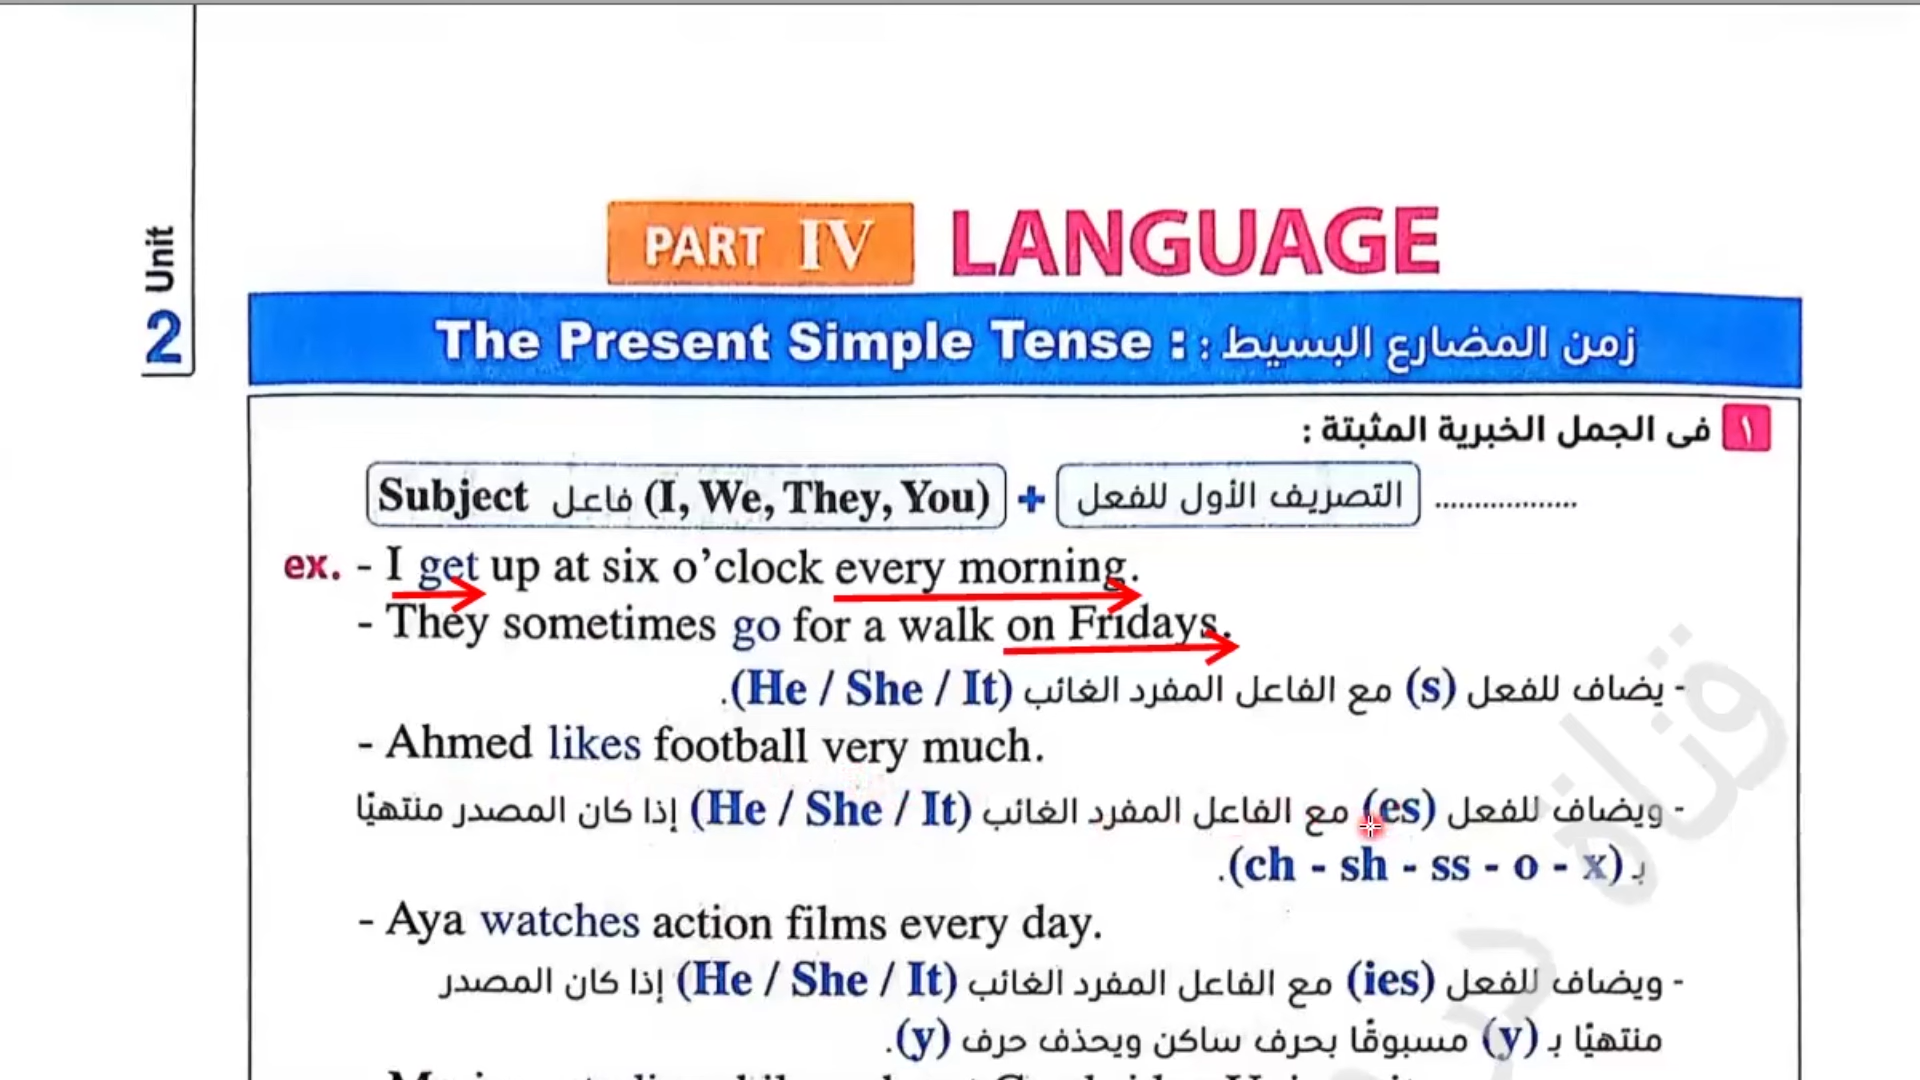 2 Unit
PART IV LANGUAGE
The Present Simple Tense : : زمن المضارع البسيط
١ فى الجمل الخبرية المثبتة :
Subject فاعل (I, We, They, You) + التصريف الأول للفعل ..................
ex. - I get up at six o’clock every morning.
- They sometimes go for a walk on Fridays.
- يضاف للفعل (s) مع الفاعل المفرد الغائب (He / She / It).
- Ahmed likes football very much.
- ويضاف للفعل (es) مع الفاعل المفرد الغائب (He / She / It) إذا كان المصدر منتهيًا
بـ (ch - sh - ss - o - x).
- Aya watches action films every day.
- ويضاف للفعل (ies) مع الفاعل المفرد الغائب (He / She / It) إذا كان المصدر
منتهيًا بـ (y) مسبوقًا بحرف ساكن ويحذف حرف (y).
قناة